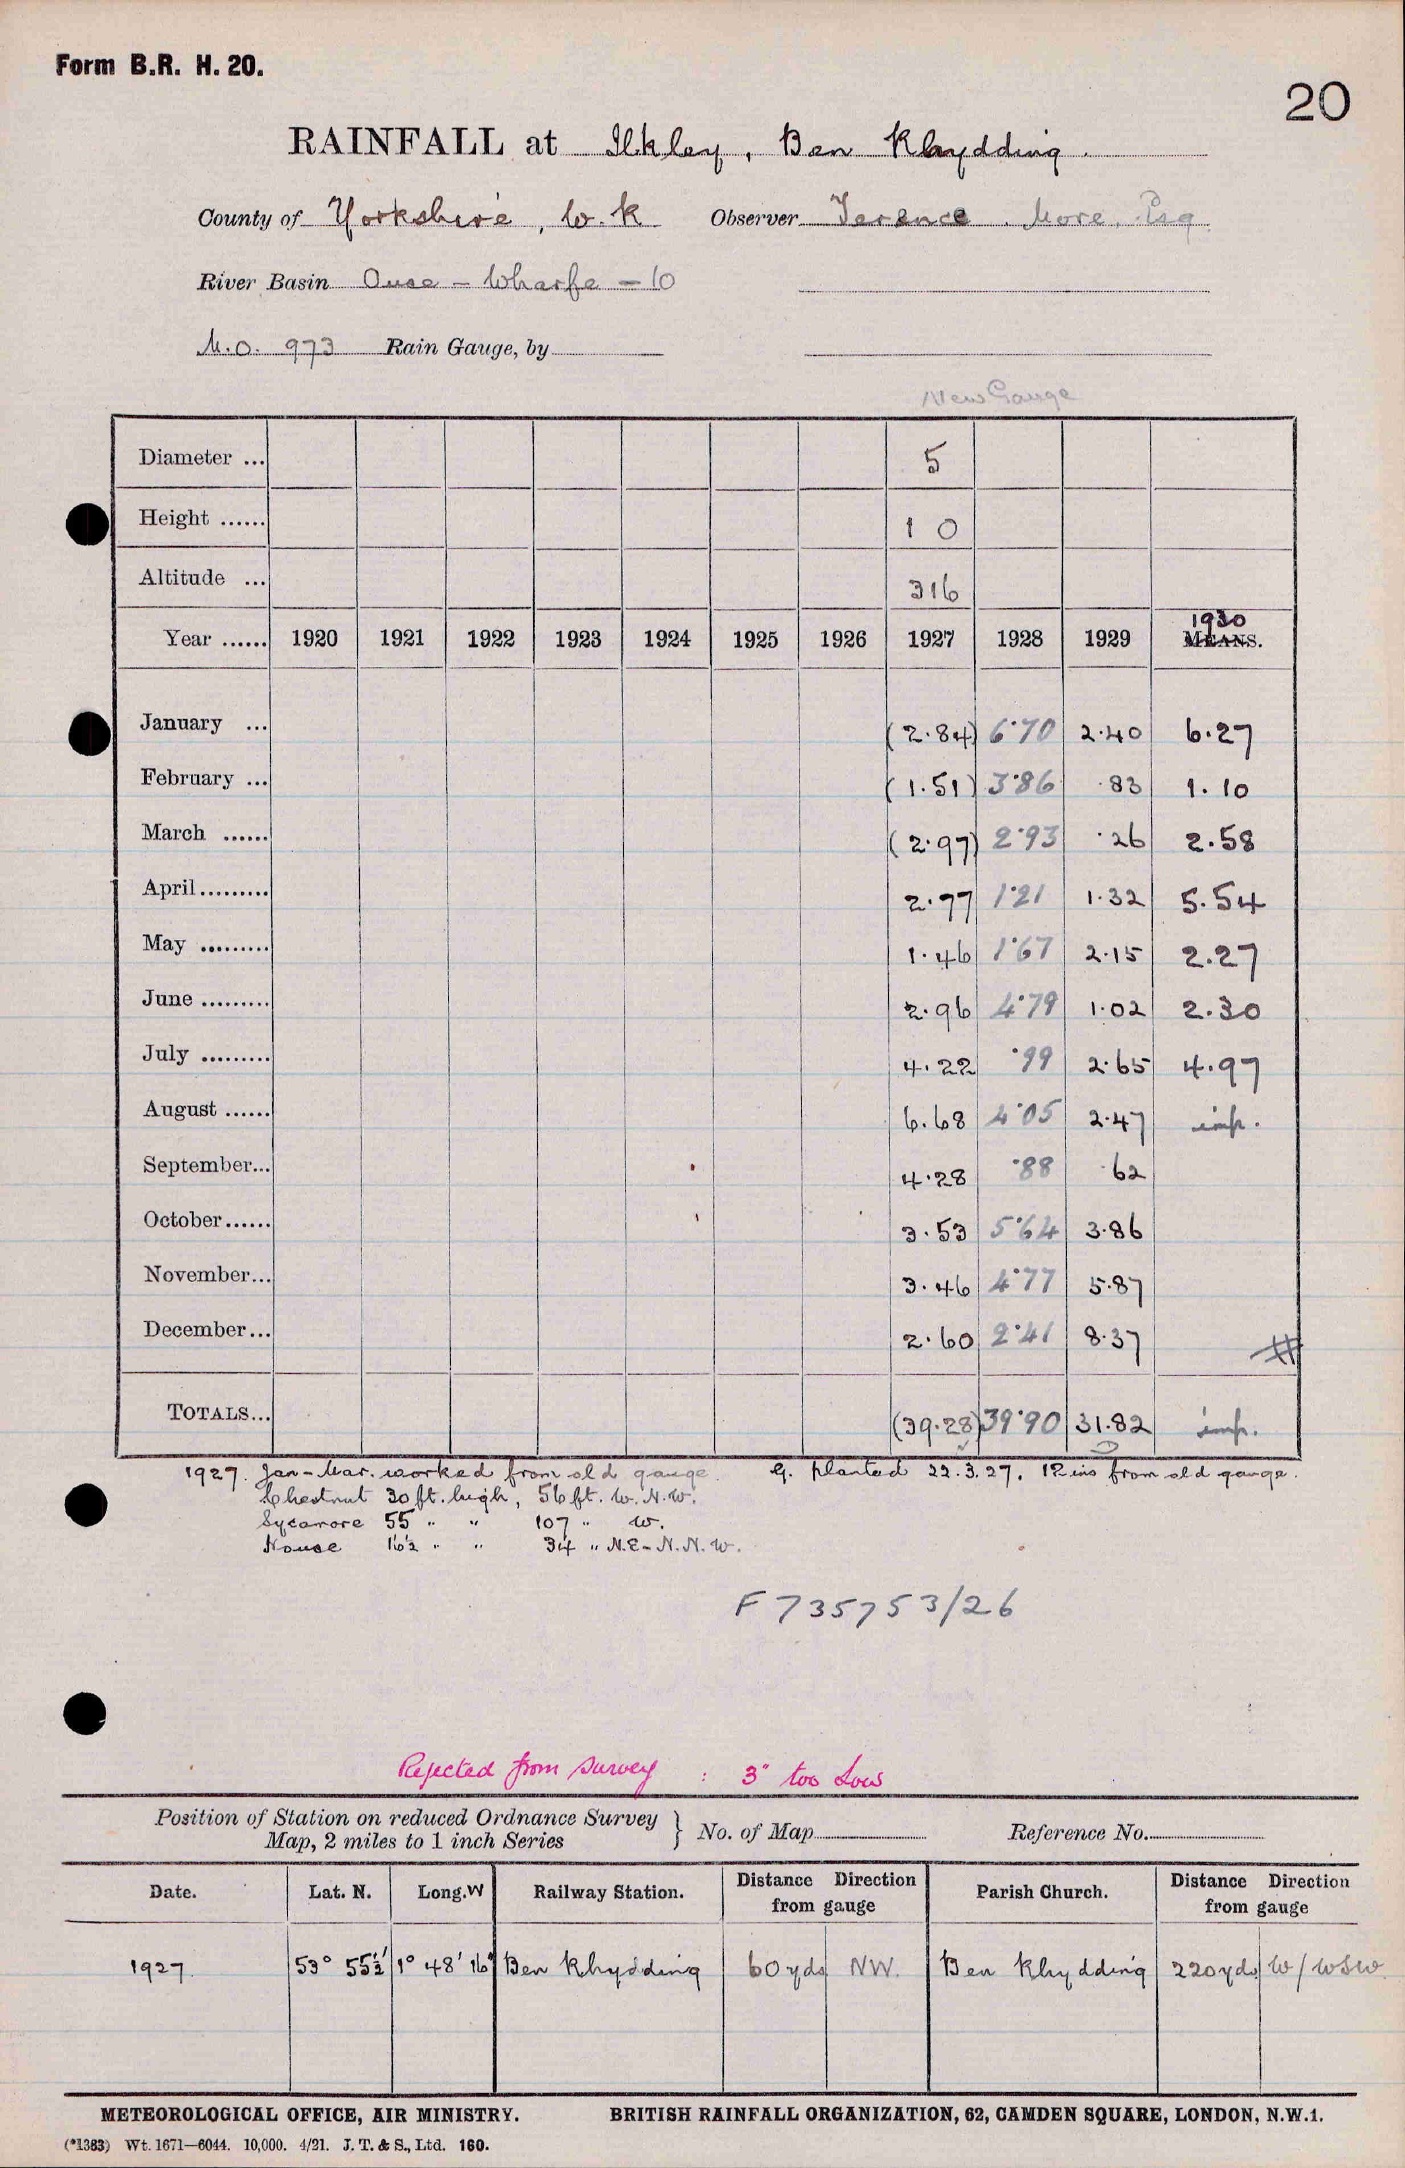 Form B.R. H. 20.
20
RAINFALL at Ilkley, Ben Rhydding.
County of Yorkshire, W.R Observer Terence More, Esq
River Basin Ouse - Wharfe - 10
M.O. 973 Rain Gauge, by
New Gauge
Diameter ... 5
Height ...... 1 0
Altitude ... 316
1930
Year ...... 1920 1921 1922 1923 1924 1925 1926 1927 1928 1929 MEANS.
January ... (2.84) 6.70 2.40 6.27
February ... (1.51) 3.86 .83 1.10
March ...... (2.97) 2.93 .26 2.58
April......... 2.77 1.21 1.32 5.54
May ......... 1.46 1.67 2.15 2.27
June ......... 2.96 4.79 1.02 2.30
July ......... 4.22 .99 2.65 4.97
August ...... 6.68 4.05 2.47 imp.
September... 4.28 .88 .62
October...... 3.53 5.64 3.86
November... 3.46 4.77 5.87
December... 2.60 2.41 8.37
TOTALS... (39.28) 39.90 31.82 imp.
1927. Jan - Mar. worked from old gauge. G. planted 22.3.27. 12 ins from old gauge.
Chestnut 30 ft. high, 56 ft. W.N.W.
Sycamore 55 " " 107 " W.
House 16½ " " 34 " N.E - N.N.W.
F735753/26
Rejected from survey : 3" too Low
Position of Station on reduced Ordnance Survey
Map, 2 miles to 1 inch Series } No. of Map Reference No.
Date. Lat. N. Long. W Railway Station. Distance Direction from gauge Parish Church. Distance Direction from gauge
1927 53° 55½' 1° 48' 16" Ben Rhydding 60 yds NW. Ben Rhydding 220 yds W/WSW
METEOROLOGICAL OFFICE, AIR MINISTRY. BRITISH RAINFALL ORGANIZATION, 62, CAMDEN SQUARE, LONDON, N.W.1.
(*1383) Wt. 1671—6044. 10,000. 4/21. J. T. & S., Ltd. 160.